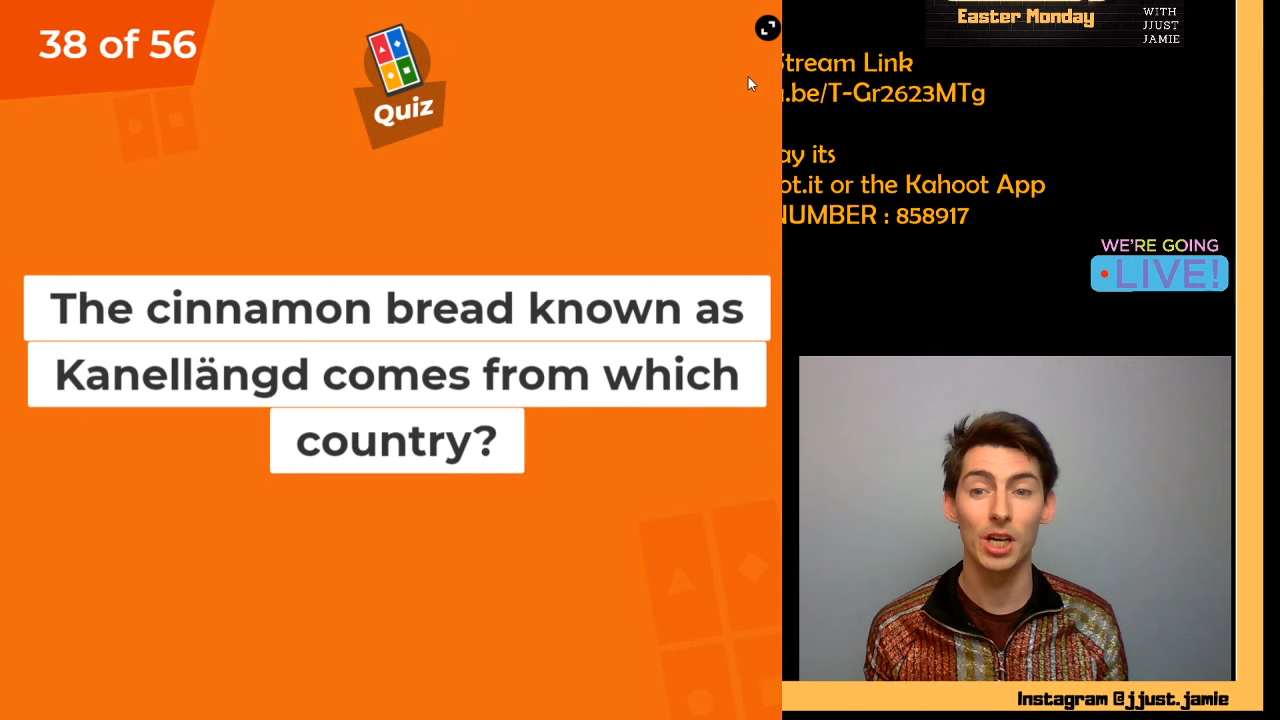 38 of 56
Quiz
The cinnamon bread known as
Kanellängd comes from which
country?
Easter Monday
WITH
JJUST
JAMIE
Stream Link
.be/T-Gr2623MTg
ay its
ot.it or the Kahoot App
NUMBER : 858917
WE'RE GOING
LIVE!
Instagram @jjust.jamie